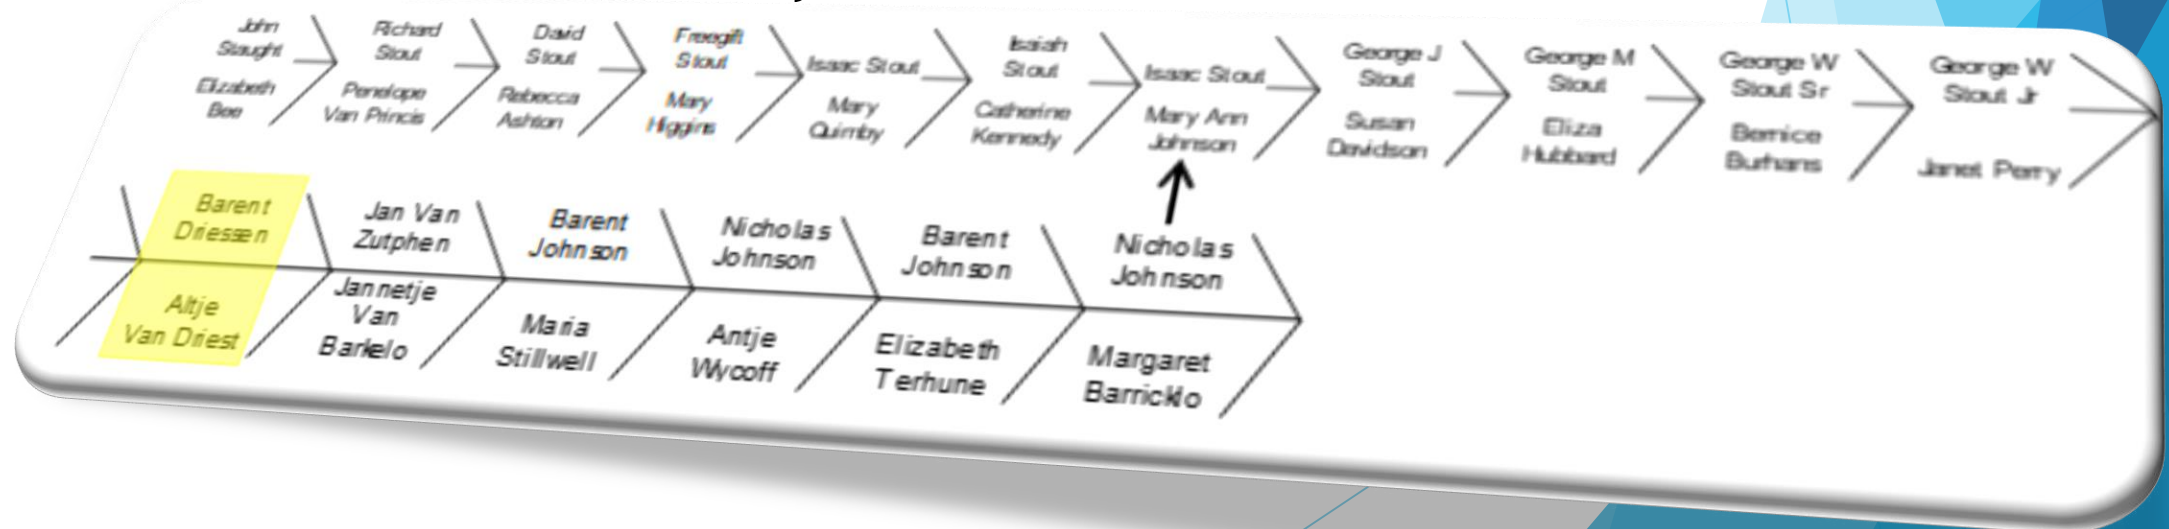 John
Staught
Elizabeth
Bee
Richard
Stout
Penelope
Van Princis
David
Stout
Rebecca
Ashton
Freegift
Stout
Mary
Higgins
Isaac Stout
Mary
Quimby
Isaiah
Stout
Catherine
Kennedy
Isaac Stout
Mary Ann
Johnson
George J
Stout
Susan
Davidson
George M
Stout
Eliza
Hubbard
George W
Stout Sr
Bernice
Burhans
George W
Stout Jr
Janet Perry
Barent
Driessen
Altje
Van Driest
Jan Van
Zutphen
Jannetje
Van
Barkelo
Barent
Johnson
Maria
Stillwell
Nicholas
Johnson
Antje
Wycoff
Barent
Johnson
Elizabeth
Terhune
Nicholas
Johnson
Margaret
Barricklo